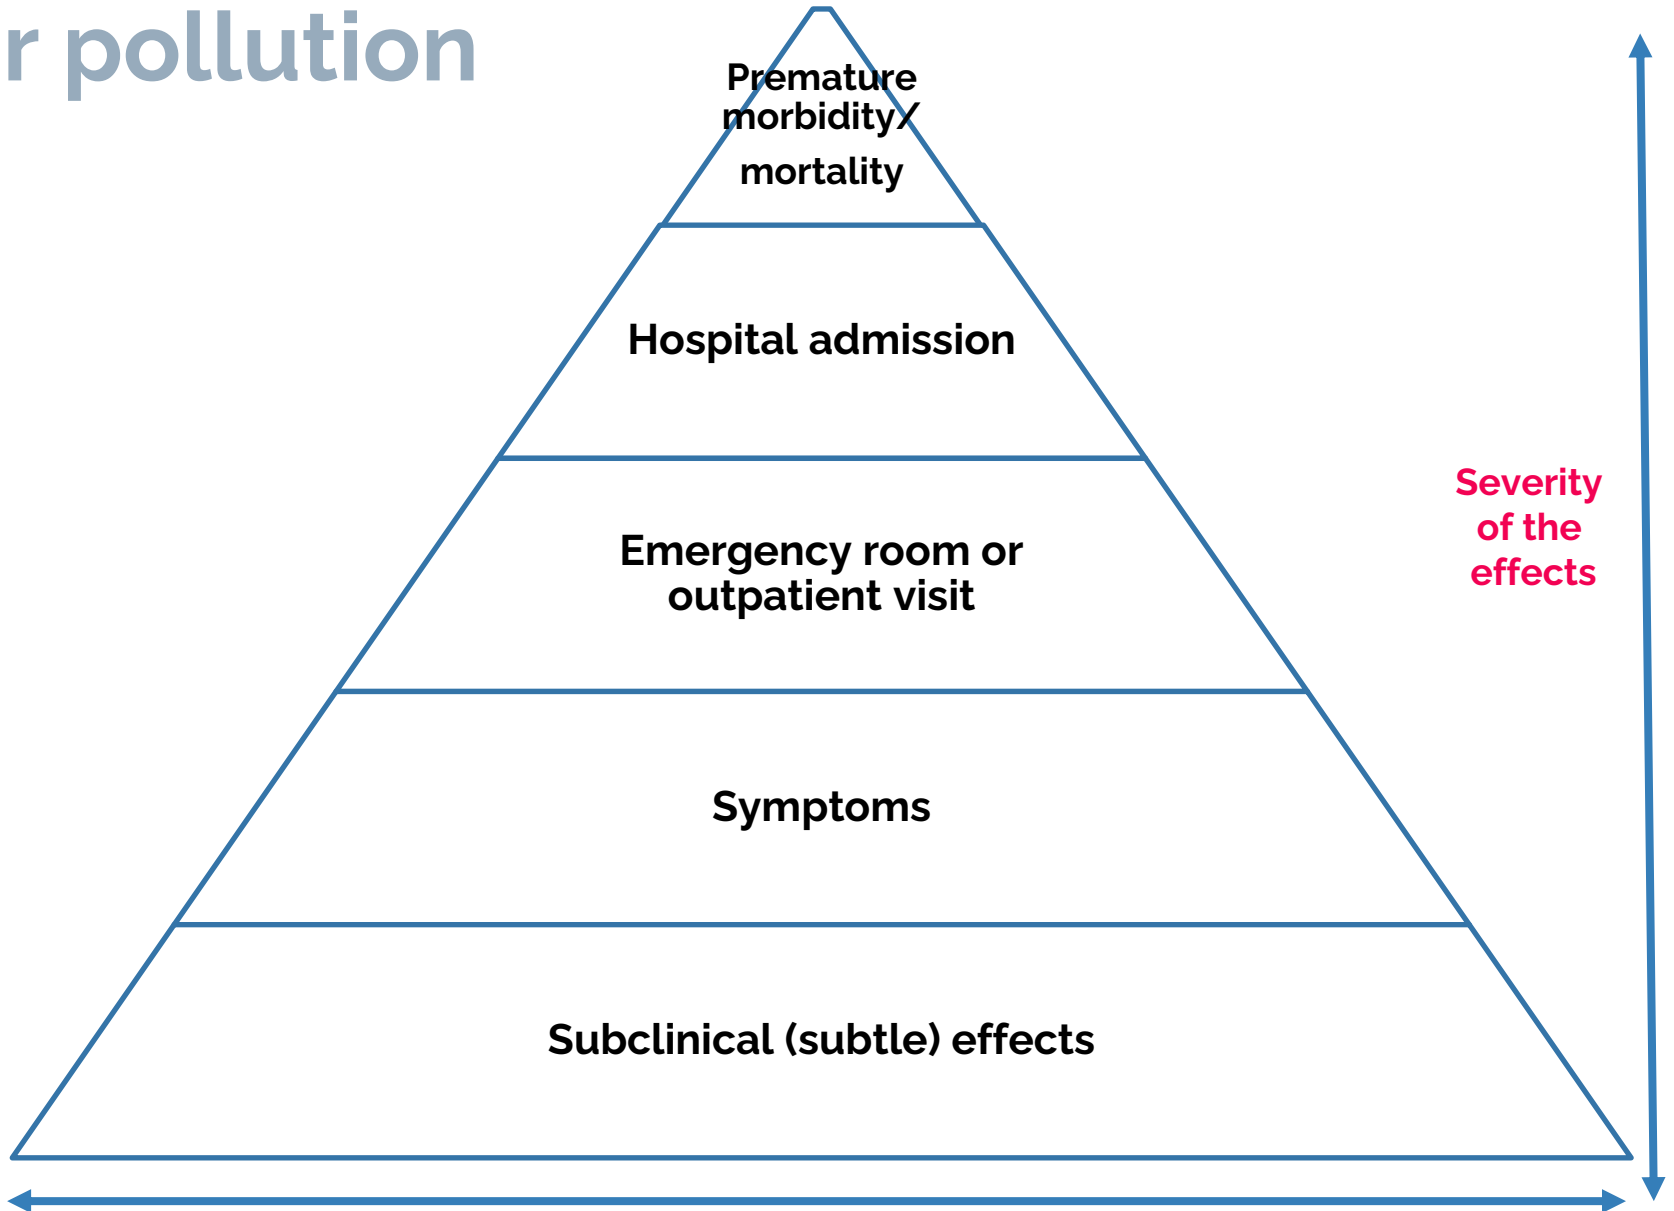 r pollution
Premature
morbidity/
mortality
Hospital admission
Emergency room or
outpatient visit
Severity
of the
effects
Symptoms
Subclinical (subtle) effects